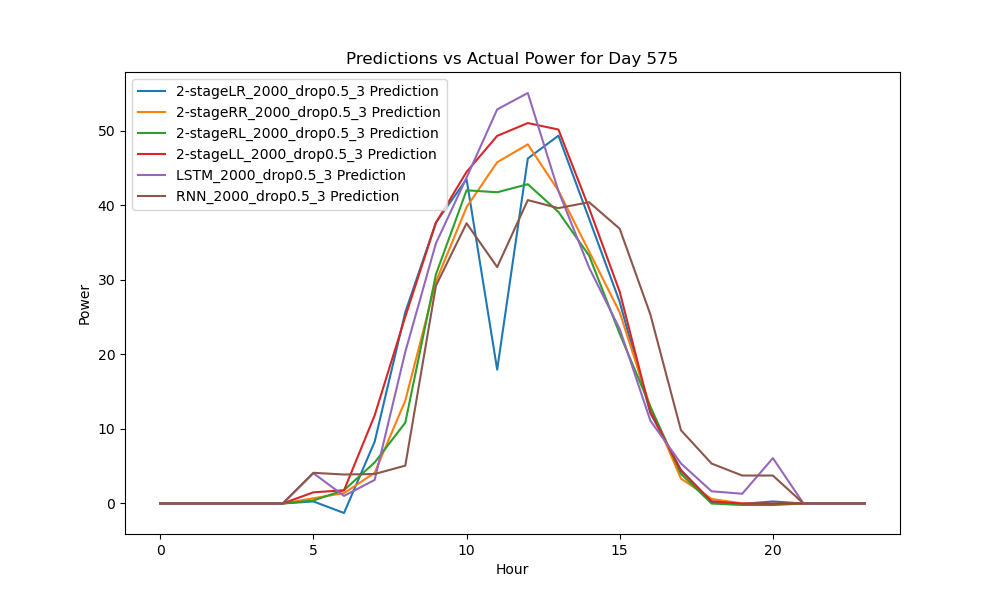 Predictions vs Actual Power for Day 575
2-stageLR_2000_drop0.5_3 Prediction
2-stageRR_2000_drop0.5_3 Prediction
2-stageRL_2000_drop0.5_3 Prediction
2-stageLL_2000_drop0.5_3 Prediction
LSTM_2000_drop0.5_3 Prediction
RNN_2000_drop0.5_3 Prediction
Power
50
40
30
20
10
0
0 5 10 15 20
Hour